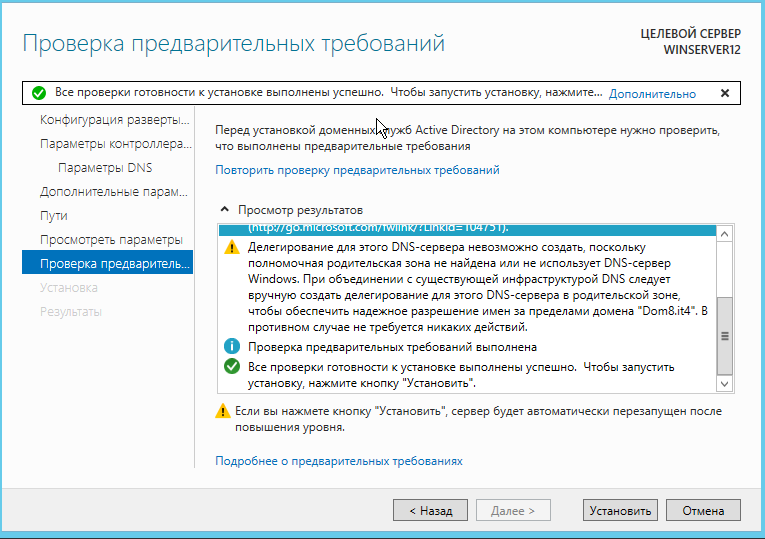 Проверка предварительных требований
ЦЕЛЕВОЙ СЕРВЕР
WINSERVER12
Все проверки готовности к установке выполнены успешно. Чтобы запустить установку, нажмите... Дополнительно
Конфигурация разверты...
Параметры контроллера...
Параметры DNS
Дополнительные парам...
Пути
Просмотреть параметры
Проверка предваритель...
Установка
Результаты
Перед установкой доменных служб Active Directory на этом компьютере нужно проверить,
что выполнены предварительные требования
Повторить проверку предварительных требований
Просмотр результатов
(http://go.microsoft.com/fwlink/?LinkId=104751).
Делегирование для этого DNS-сервера невозможно создать, поскольку
полномочная родительская зона не найдена или не использует DNS-сервер
Windows. При объединении с существующей инфраструктурой DNS следует
вручную создать делегирование для этого DNS-сервера в родительской зоне,
чтобы обеспечить надежное разрешение имен за пределами домена "Dom8.it4". В
противном случае не требуется никаких действий.
Проверка предварительных требований выполнена
Все проверки готовности к установке выполнены успешно. Чтобы запустить
установку, нажмите кнопку "Установить".
Если вы нажмете кнопку "Установить", сервер будет автоматически перезапущен после
повышения уровня.
Подробнее о предварительных требованиях
< Назад
Далее >
Установить
Отмена